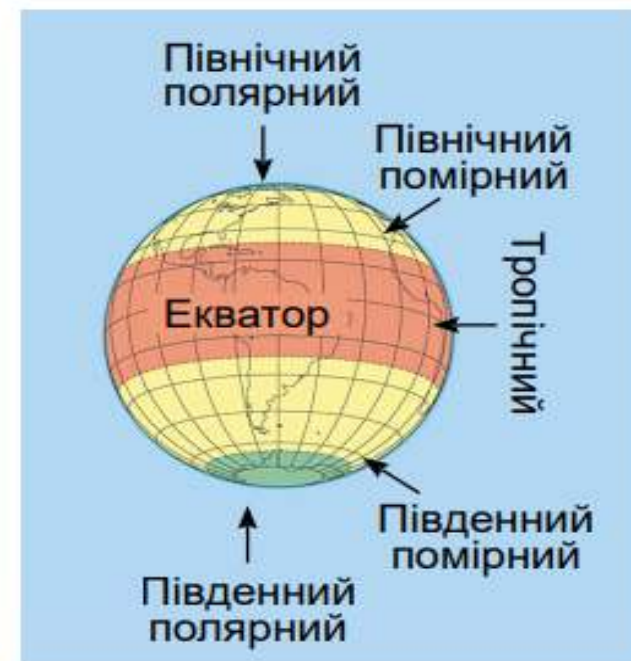 Північний
полярний
Північний
помірний
Тропічний
Екватор
Південний
помірний
Південний
полярний